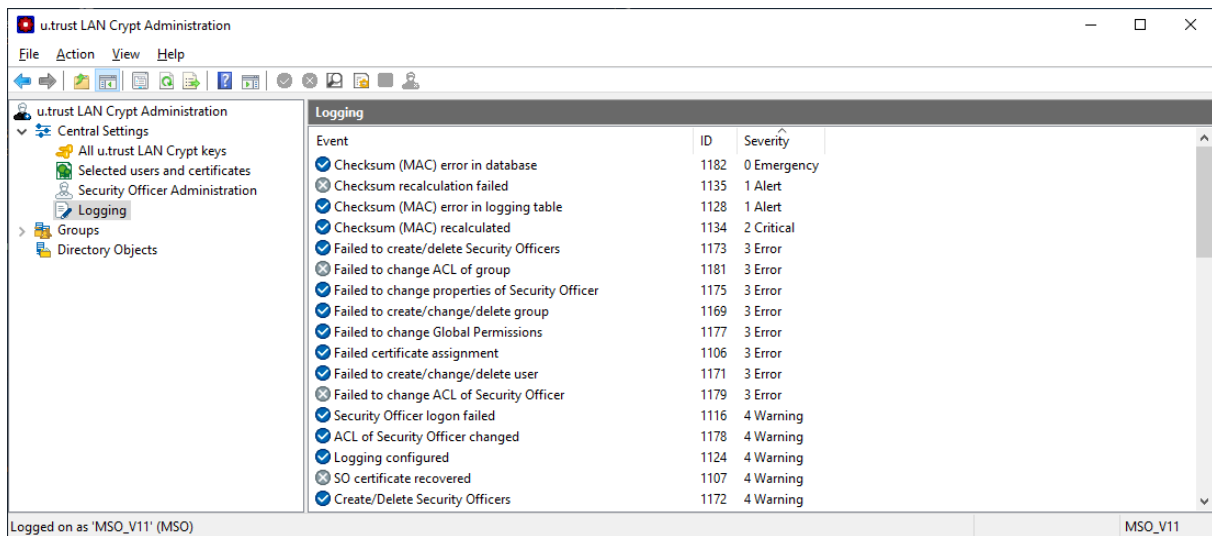 u.trust LAN Crypt Administration
File Action View Help
u.trust LAN Crypt Administration
Central Settings
All u.trust LAN Crypt keys
Selected users and certificates
Security Officer Administration
Logging
Groups
Directory Objects
Logging
Event ID Severity
Checksum (MAC) error in database 1182 0 Emergency
Checksum recalculation failed 1135 1 Alert
Checksum (MAC) error in logging table 1128 1 Alert
Checksum (MAC) recalculated 1134 2 Critical
Failed to create/delete Security Officers 1173 3 Error
Failed to change ACL of group 1181 3 Error
Failed to change properties of Security Officer 1175 3 Error
Failed to create/change/delete group 1169 3 Error
Failed to change Global Permissions 1177 3 Error
Failed certificate assignment 1106 3 Error
Failed to create/change/delete user 1171 3 Error
Failed to change ACL of Security Officer 1179 3 Error
Security Officer logon failed 1116 4 Warning
ACL of Security Officer changed 1178 4 Warning
Logging configured 1124 4 Warning
SO certificate recovered 1107 4 Warning
Create/Delete Security Officers 1172 4 Warning
Logged on as 'MSO_V11' (MSO) MSO_V11